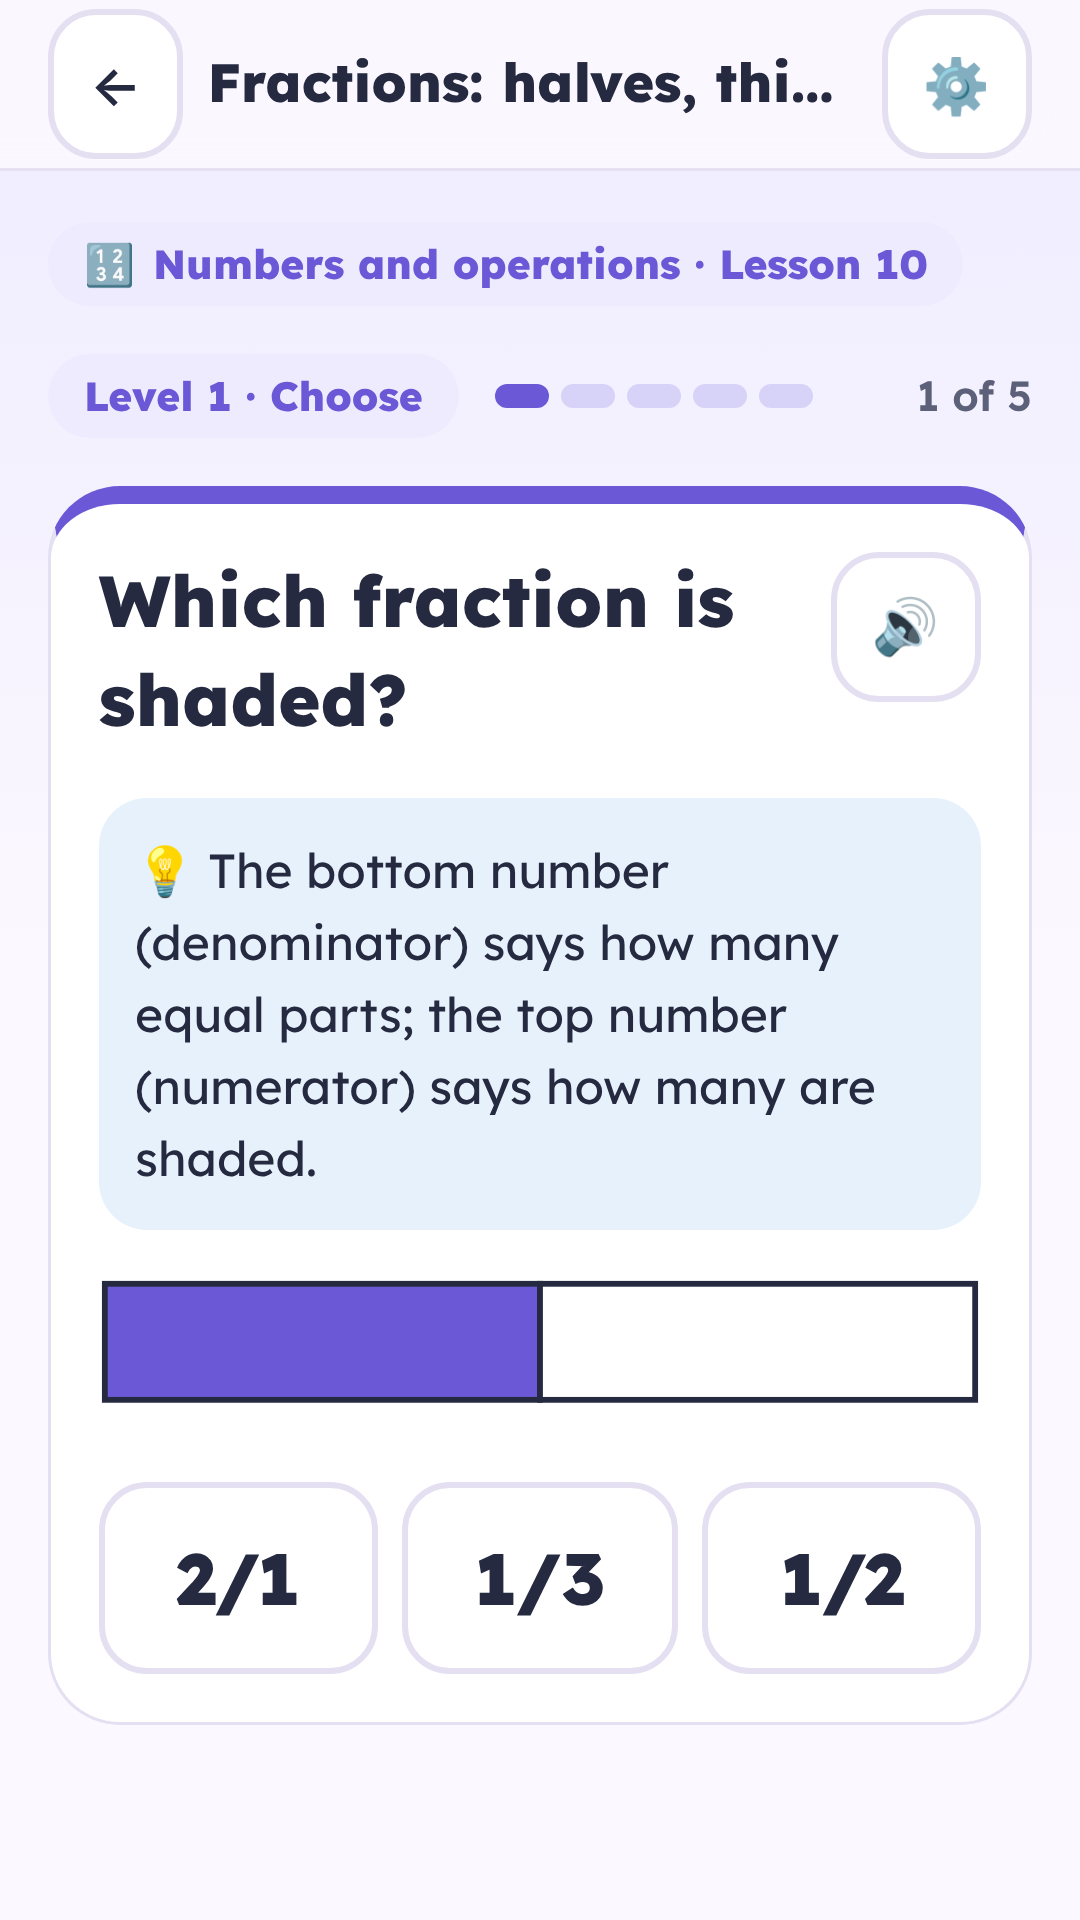 Fractions: halves, thi...
Numbers and operations · Lesson 10
Level 1 · Choose
1 of 5
Which fraction is
shaded?
The bottom number
(denominator) says how many
equal parts; the top number
(numerator) says how many are
shaded.
2/1
1/3
1/2